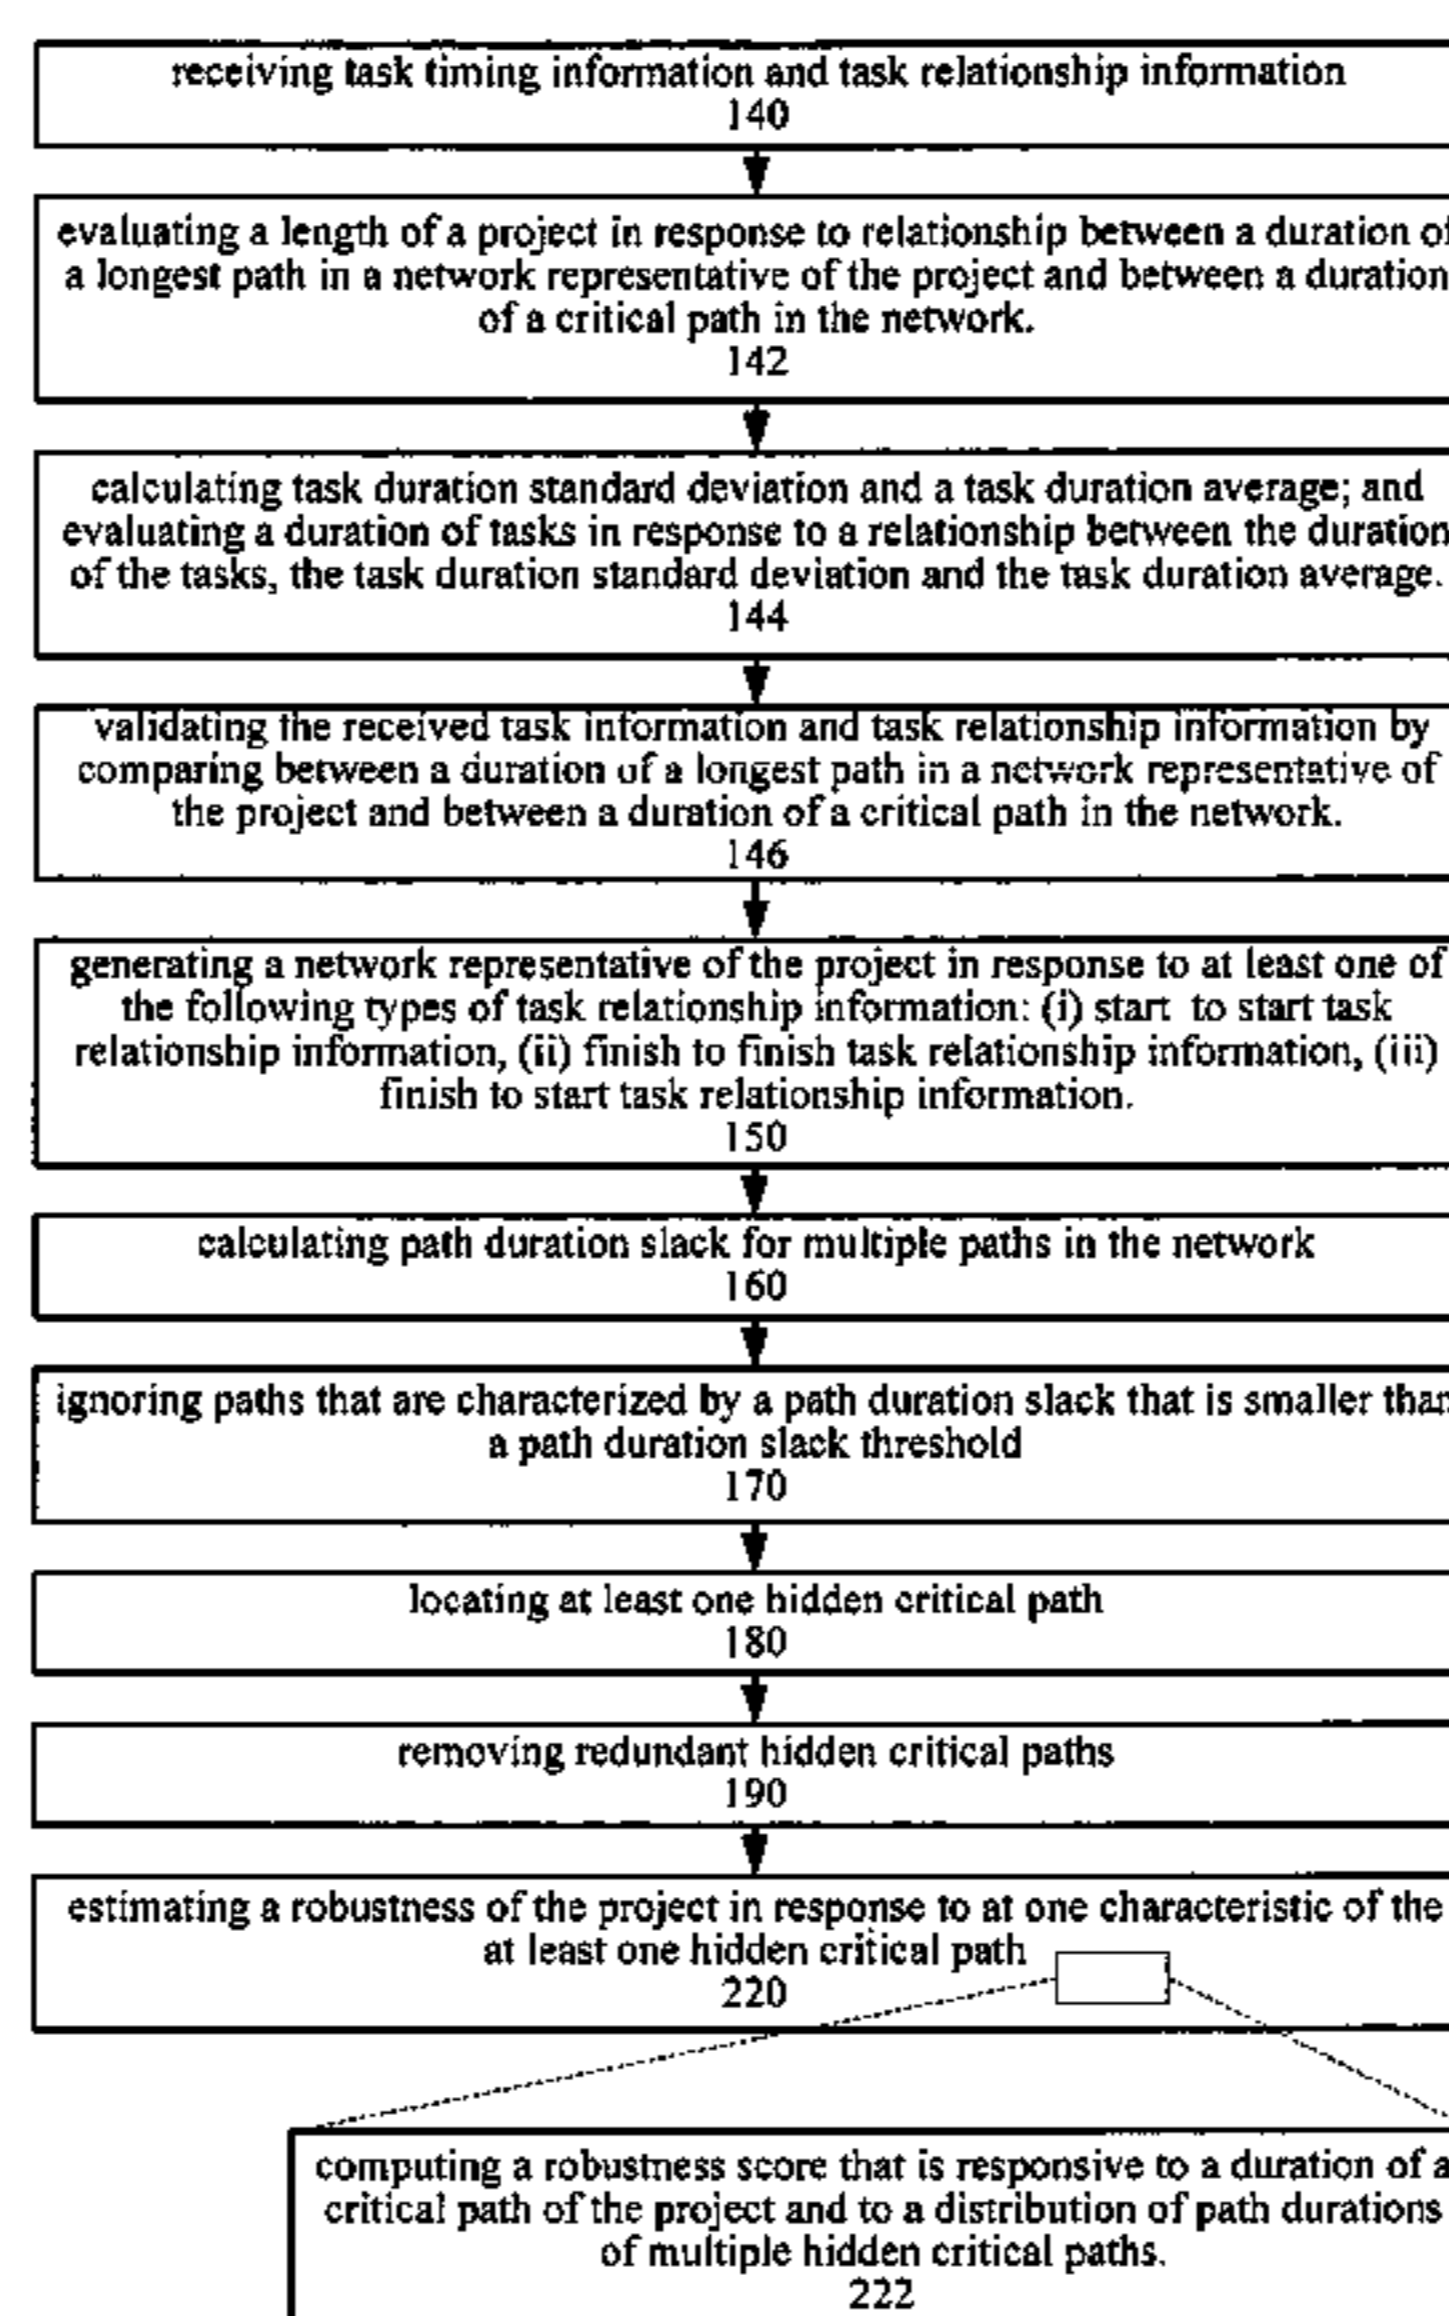 receiving task timing information and task relationship information
140
evaluating a length of a project in response to relationship between a duration of
a longest path in a network representative of the project and between a duration
of a critical path in the network.
142
calculating task duration standard deviation and a task duration average; and
evaluating a duration of tasks in response to a relationship between the duration
of the tasks, the task duration standard deviation and the task duration average.
144
validating the received task information and task relationship information by
comparing between a duration of a longest path in a network representative of
the project and between a duration of a critical path in the network.
146
generating a network representative of the project in response to at least one of
the following types of task relationship information: (i) start to start task
relationship information, (ii) finish to finish task relationship information, (iii)
finish to start task relationship information.
150
calculating path duration slack for multiple paths in the network
160
ignoring paths that are characterized by a path duration slack that is smaller than
a path duration slack threshold
170
locating at least one hidden critical path
180
removing redundant hidden critical paths
190
estimating a robustness of the project in response to at one characteristic of the
at least one hidden critical path
220
computing a robustness score that is responsive to a duration of a
critical path of the project and to a distribution of path durations
of multiple hidden critical paths.
222